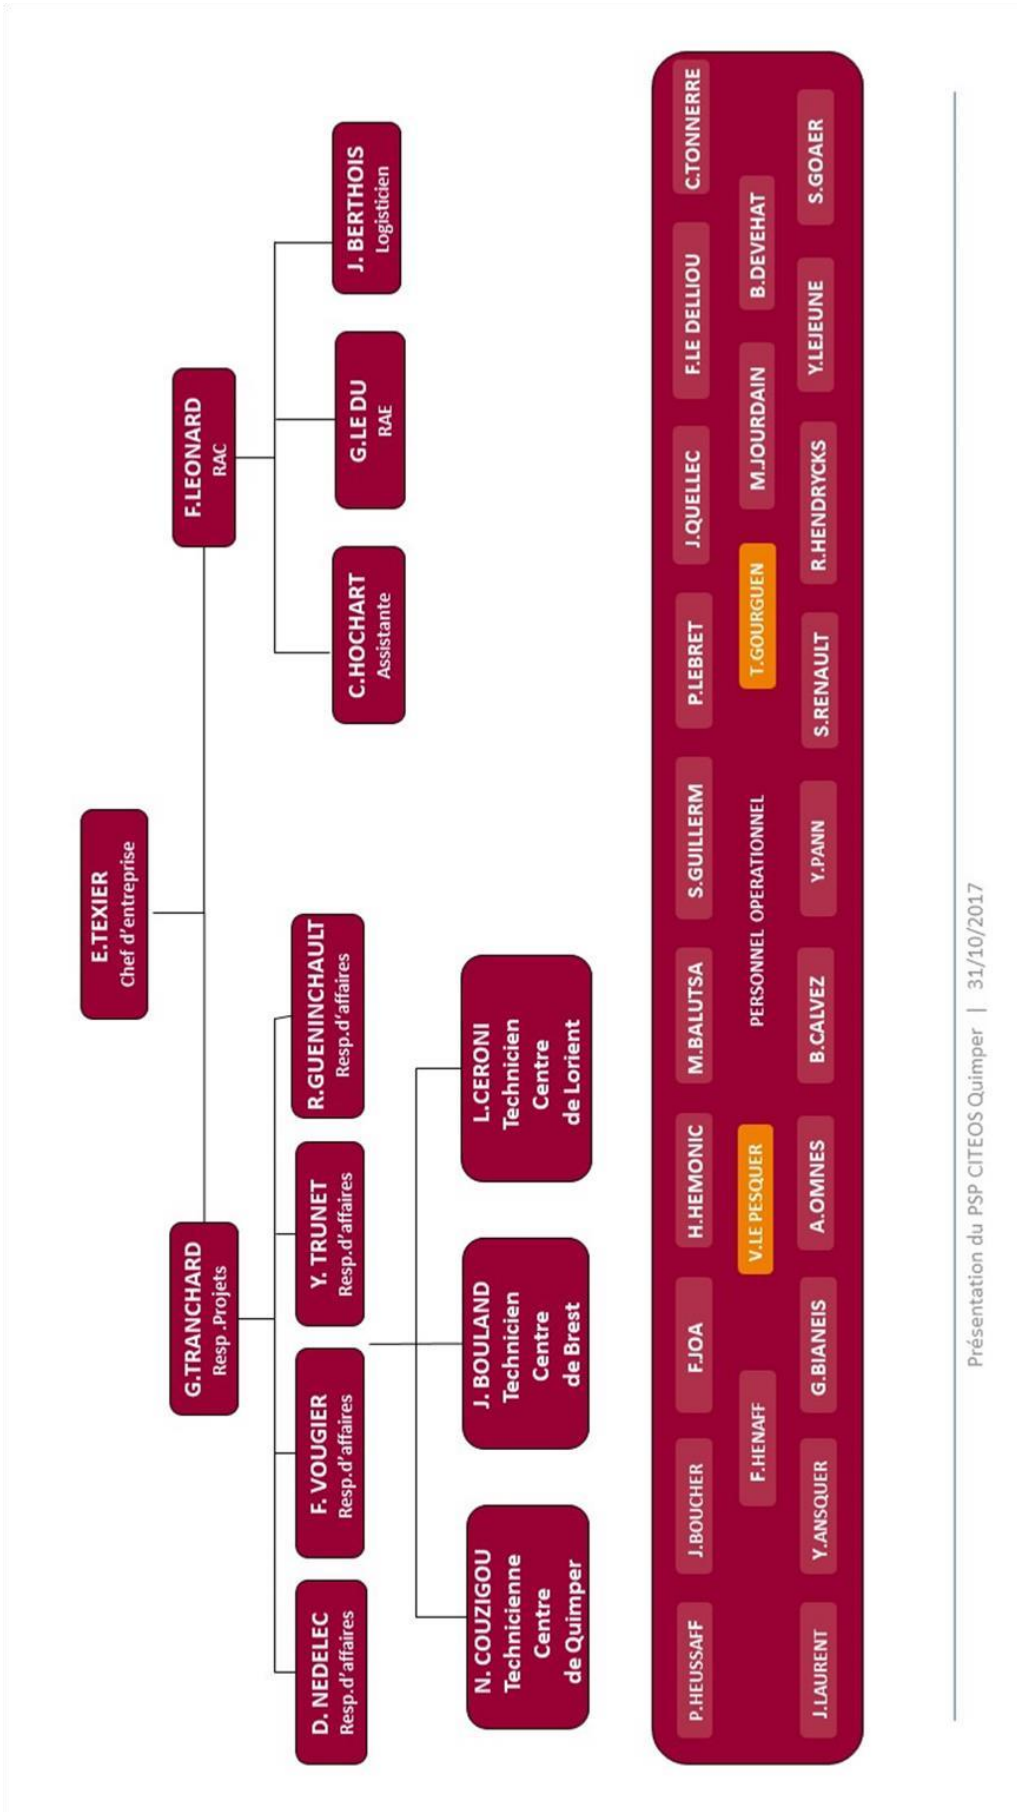 E.TEXIER
Chef d'entreprise
G.TRANCHARD
Resp .Projets
F.LEONARD
RAC
D. NEDELEC
Resp.d'affaires
F. VOUGIER
Resp.d'affaires
Y. TRUNET
Resp.d'affaires
R.GUENINCHAULT
Resp.d'affaires
C.HOCHART
Assistante
G.LE DU
RAE
J. BERTHOIS
Logisticien
N. COUZIGOU
Technicienne
Centre
de Quimper
J. BOULAND
Technicien
Centre
de Brest
L.CERONI
Technicien
Centre
de Lorient
P.HEUSSAFF
J.BOUCHER
F.JOA
H.HEMONIC
M.BALUTSA
S.GUILLERM
P.LEBRET
J.QUELLEC
F.LE DELLIOU
C.TONNERRE
F.HENAFF
V.LE PESQUER
PERSONNEL OPERATIONNEL
T.GOURGUEN
M.JOURDAIN
B.DEVEHAT
J.LAURENT
Y.ANSQUER
G.BIANEIS
A.OMNES
B.CALVEZ
Y.PANN
S.RENAULT
R.HENDRYCKS
Y.LEJEUNE
S.GOAER
Présentation du PSP CITEOS Quimper | 31/10/2017